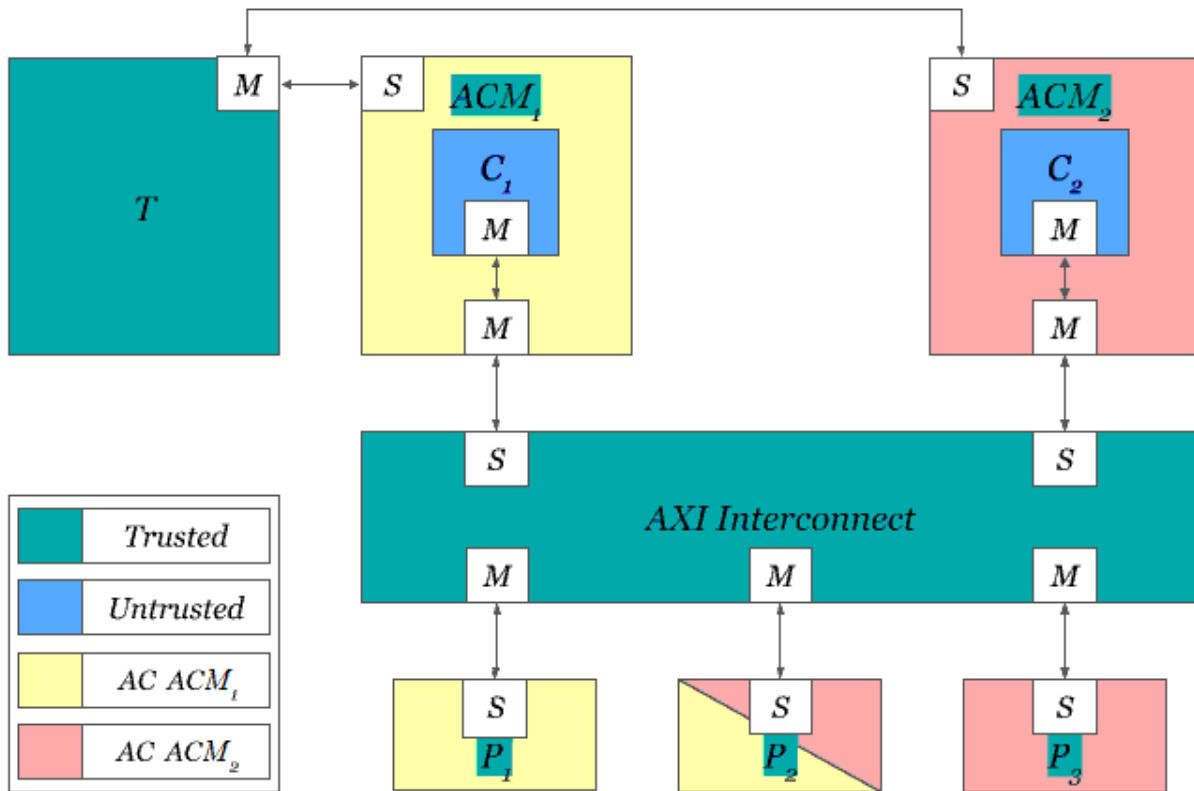 M
S
ACM₁
S
ACM₂
T
C₁
C₂
M
M
M
M
S
S
AXI Interconnect
M
M
M
Trusted
Untrusted
AC ACM₁
AC ACM₂
S
P₁
S
P₂
S
P₃